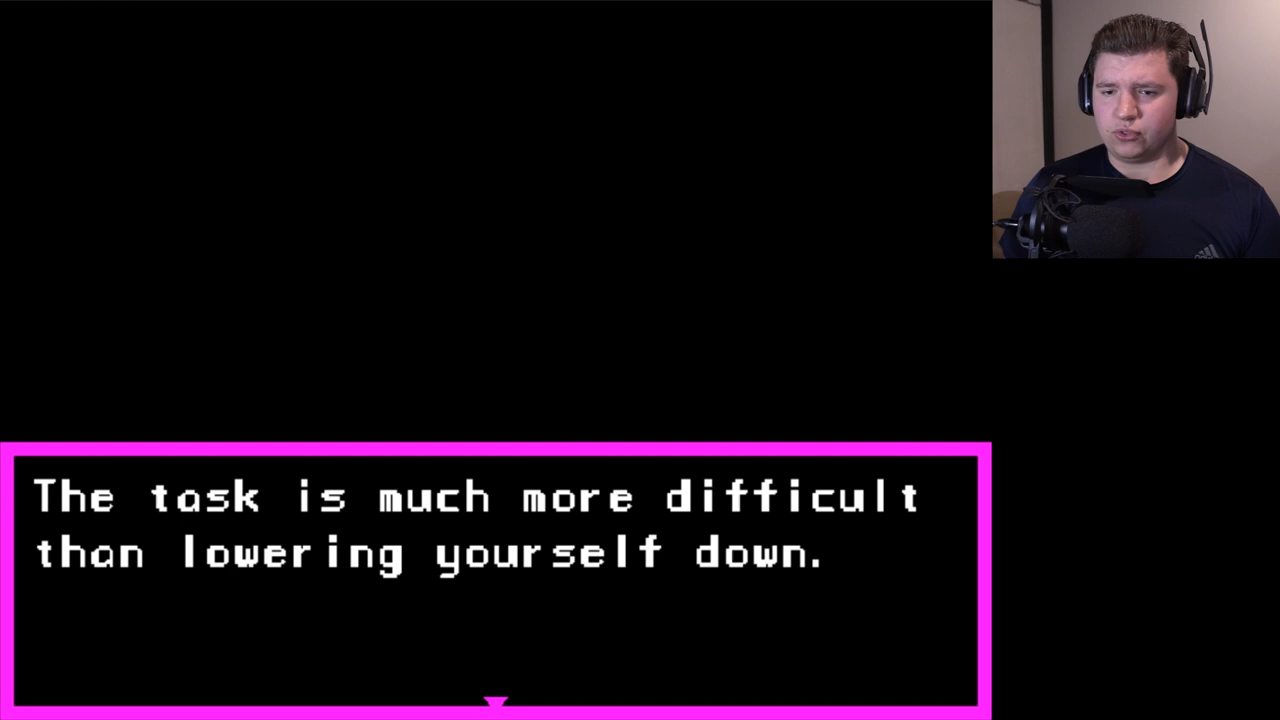 The task is much more difficult
than lowering yourself down.